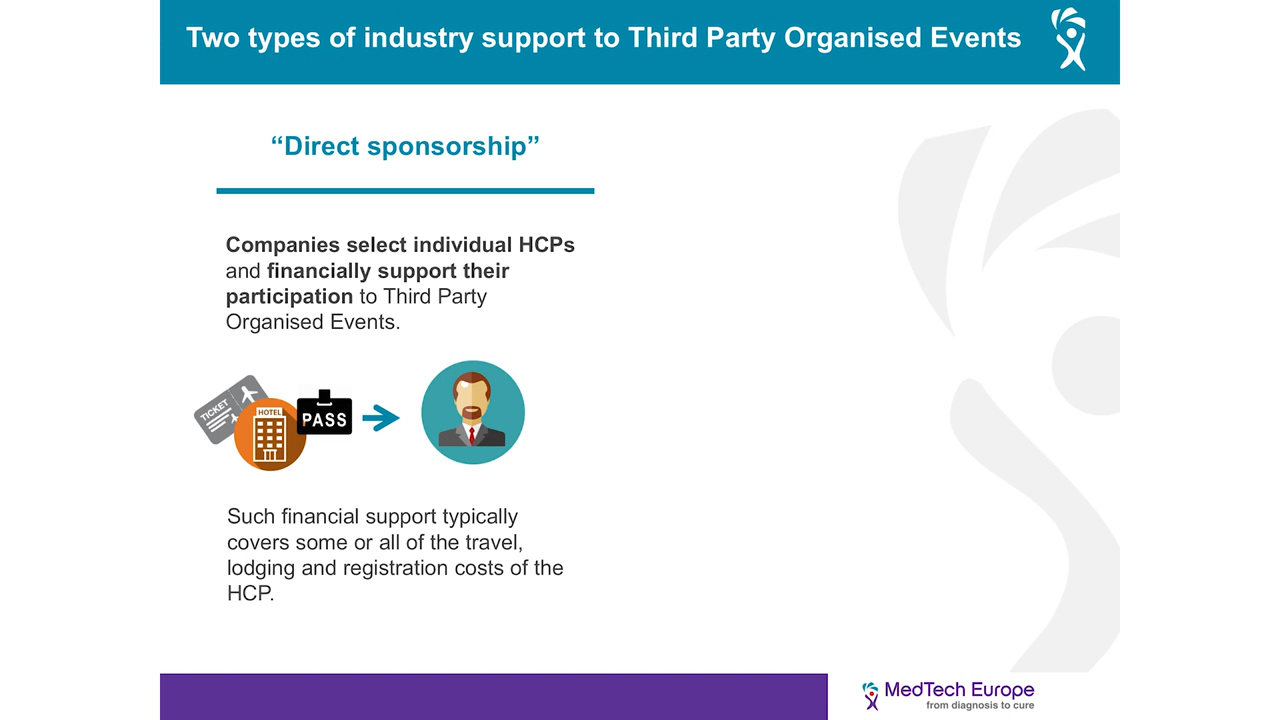 Two types of industry support to Third Party Organised Events
“Direct sponsorship”
Companies select individual HCPs
and financially support their
participation to Third Party
Organised Events.
TICKET
HOTEL
PASS
Such financial support typically
covers some or all of the travel,
lodging and registration costs of the
HCP.
MedTech Europe
from diagnosis to cure